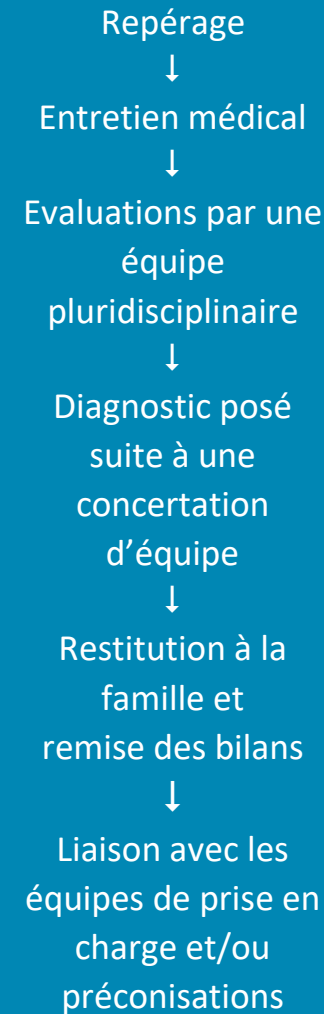 Repérage
↓
Entretien médical
↓
Evaluations par une
équipe
pluridisciplinaire
↓
Diagnostic posé
suite à une
concertation
d’équipe
↓
Restitution à la
famille et
remise des bilans
↓
Liaison avec les
équipes de prise en
charge et/ou
préconisations